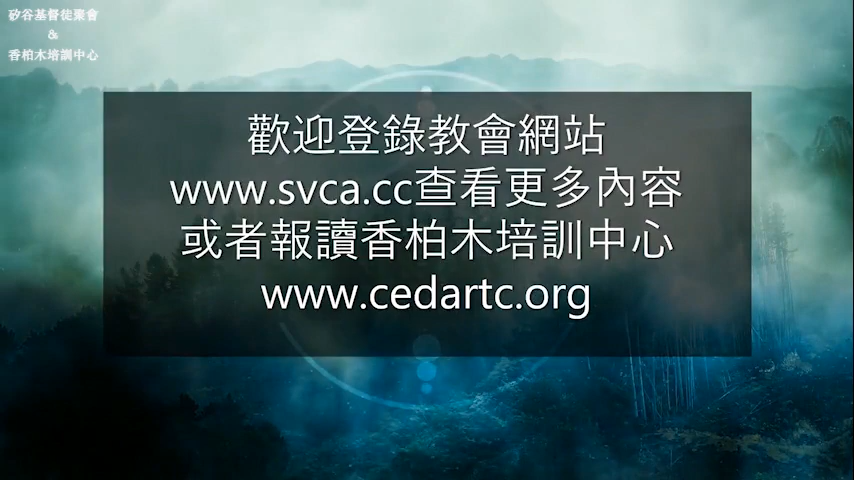 矽谷基督徒聚會
&
香柏木培訓中心
歡迎登錄教會網站
www.svca.cc查看更多內容
或者報讀香柏木培訓中心
www.cedartc.org